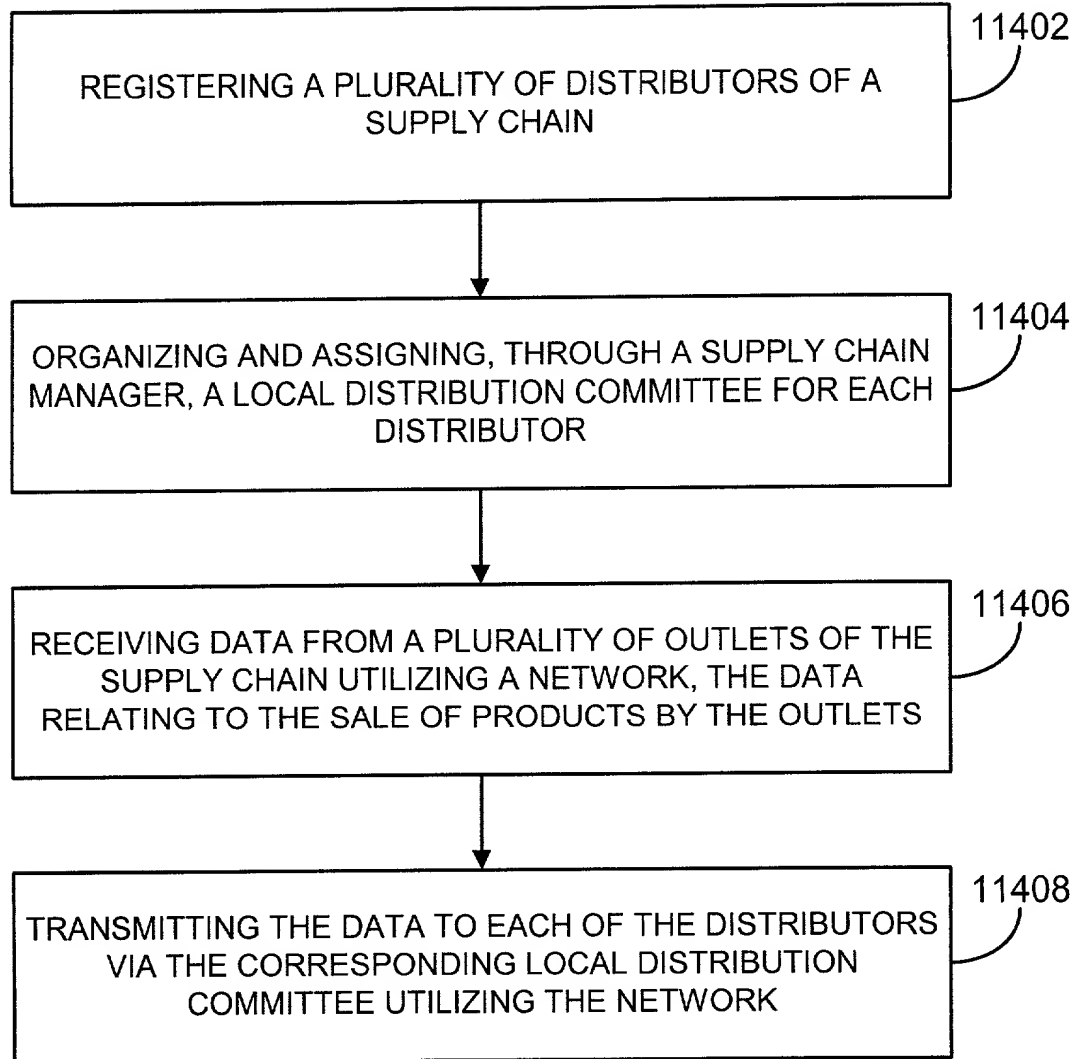 11402
REGISTERING A PLURALITY OF DISTRIBUTORS OF A
SUPPLY CHAIN
11404
ORGANIZING AND ASSIGNING, THROUGH A SUPPLY CHAIN
MANAGER, A LOCAL DISTRIBUTION COMMITTEE FOR EACH
DISTRIBUTOR
11406
RECEIVING DATA FROM A PLURALITY OF OUTLETS OF THE
SUPPLY CHAIN UTILIZING A NETWORK, THE DATA
RELATING TO THE SALE OF PRODUCTS BY THE OUTLETS
11408
TRANSMITTING THE DATA TO EACH OF THE DISTRIBUTORS
VIA THE CORRESPONDING LOCAL DISTRIBUTION
COMMITTEE UTILIZING THE NETWORK